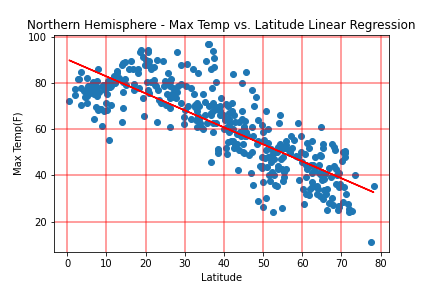 Northern Hemisphere - Max Temp vs. Latitude Linear Regression
100
80
60
40
20
Max Temp(F)
0 10 20 30 40 50 60 70 80
Latitude